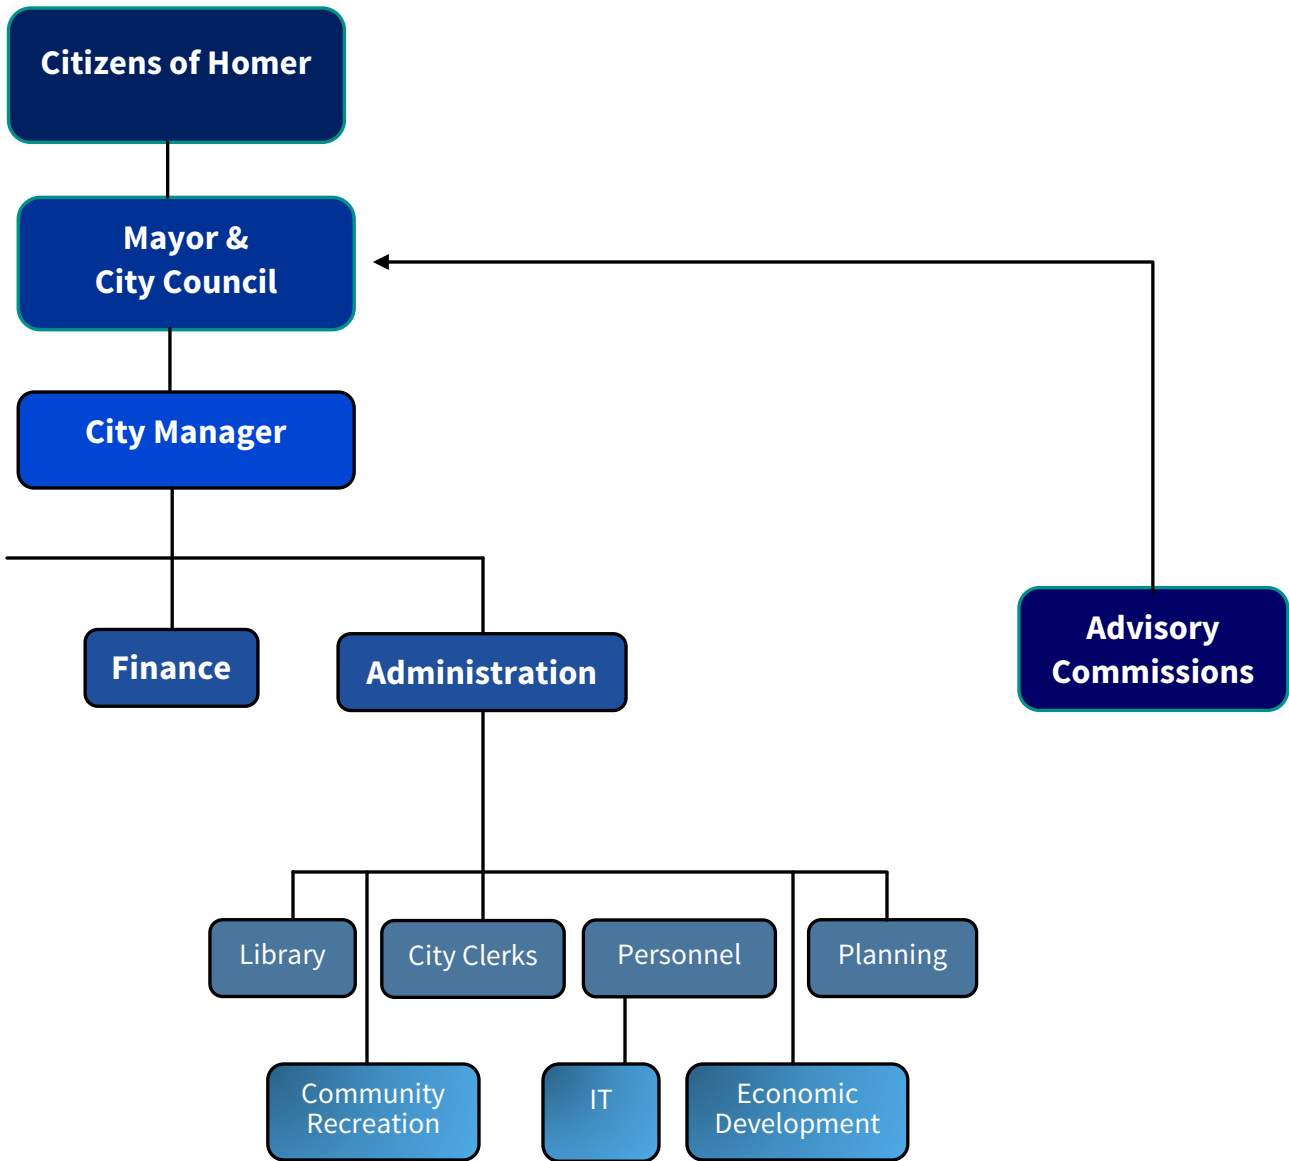 Citizens of Homer
Mayor &
City Council
City Manager
Finance
Administration
Advisory
Commissions
Library
City Clerks
Personnel
Planning
Community
Recreation
IT
Economic
Development